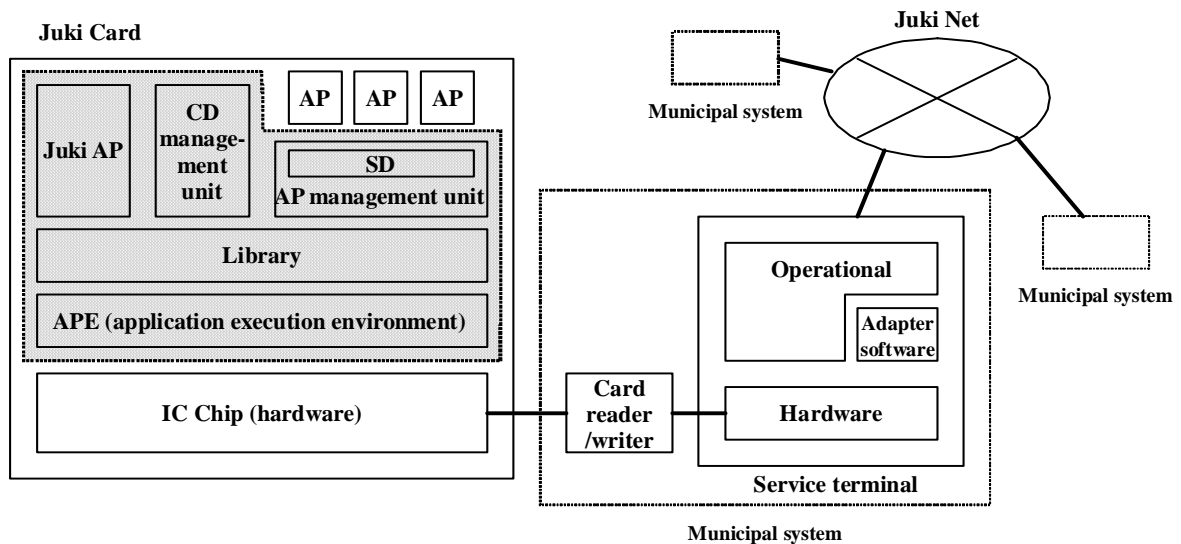 Juki Card
Juki Net
Juki AP
CD
manage-
ment
unit
AP
AP
AP
SD
AP management unit
Library
APE (application execution environment)
IC Chip (hardware)
Municipal system
Municipal system
Operational
Adapter
software
Card
reader
/writer
Hardware
Service terminal
Municipal system